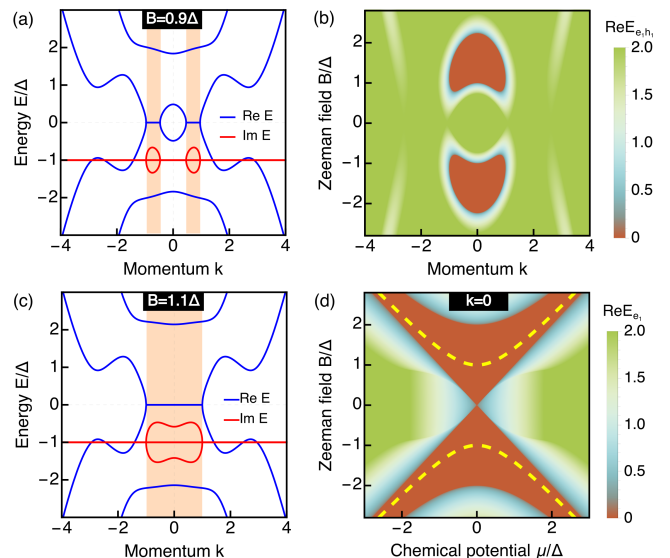 (a)
B=0.9Δ
Energy E/Δ
2
1
0
−1
−2
Re E
Im E
−4
−2
0
2
4
Momentum k
(b)
Zeeman field B/Δ
2
1
0
−1
−2
−4
−2
0
2
4
Momentum k
ReE_{e₁h₁}
2.0
1.5
1.0
0.5
0
(c)
B=1.1Δ
Energy E/Δ
2
1
0
−1
−2
Re E
Im E
−4
−2
0
2
4
Momentum k
(d)
k=0
Zeeman field B/Δ
2
1
0
−1
−2
−2
0
2
Chemical potential μ/Δ
ReE_{e₁}
2.0
1.5
1.0
0.5
0